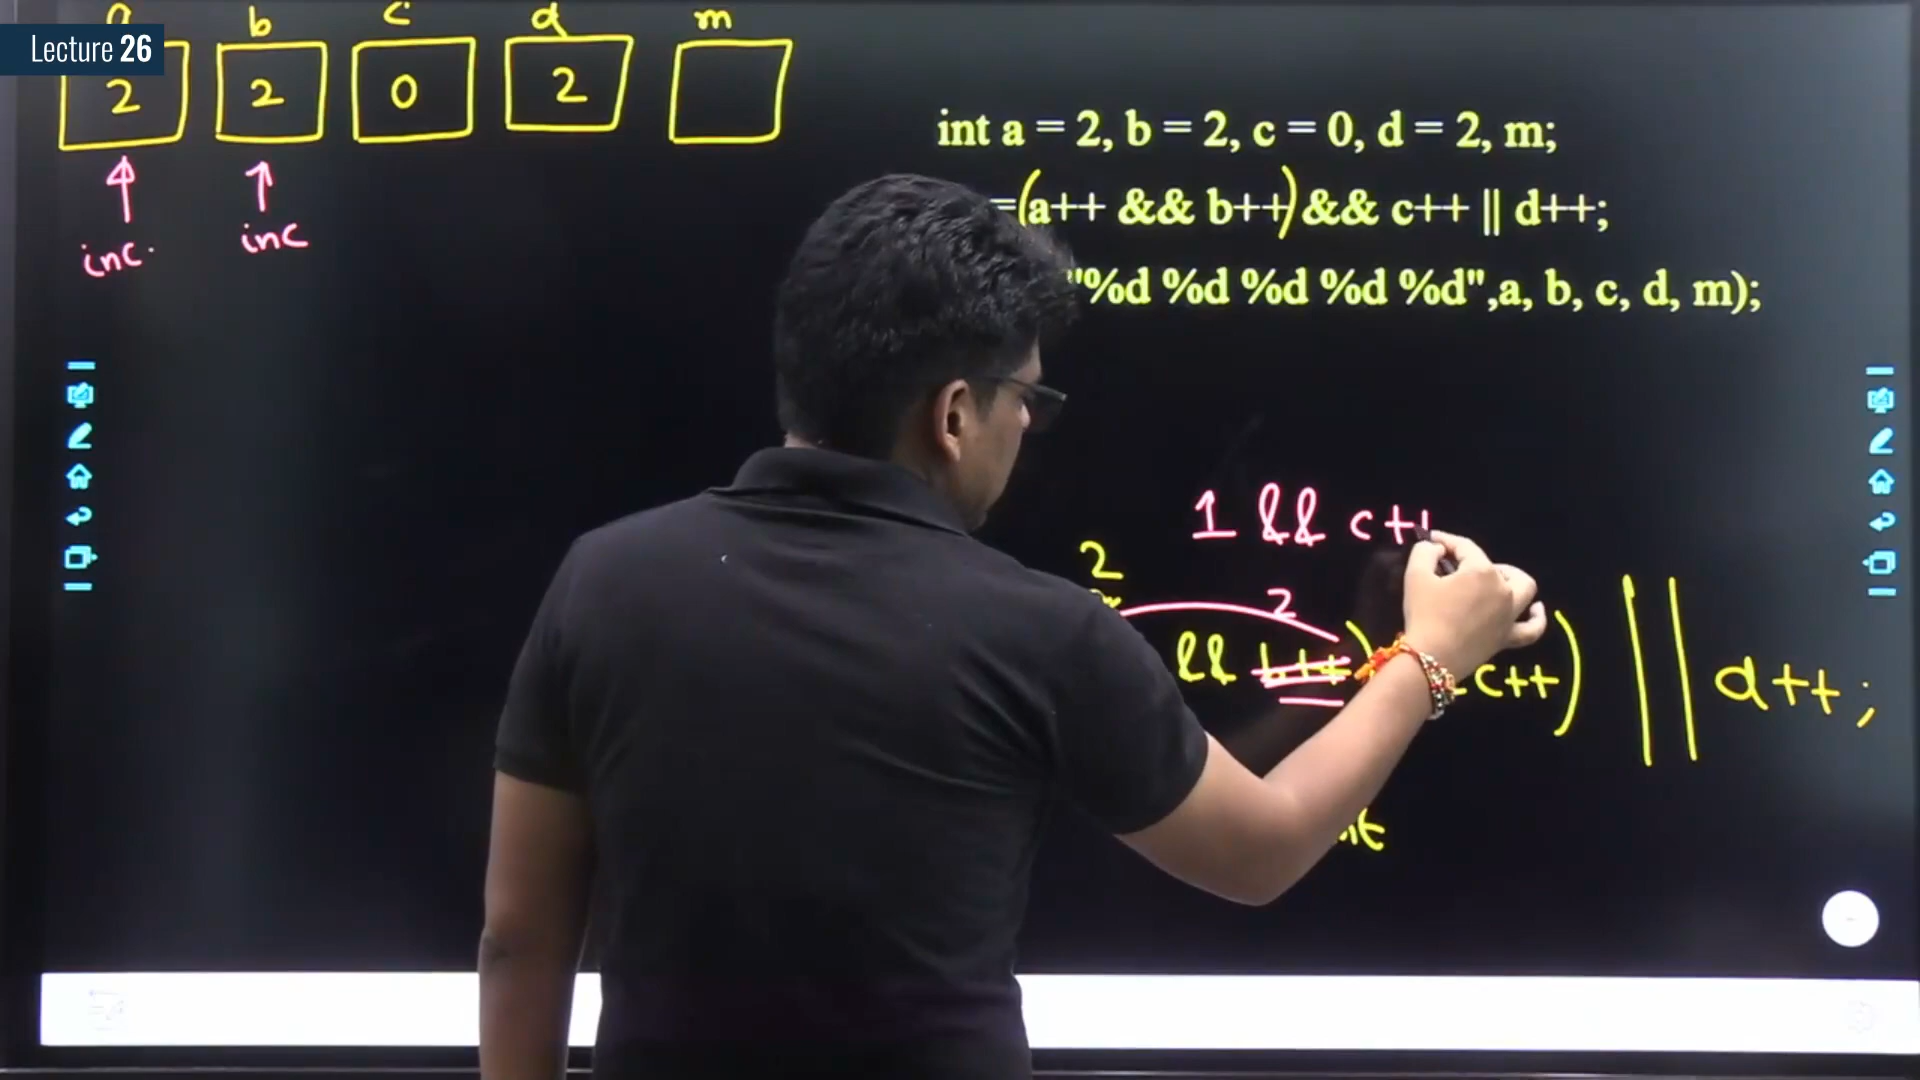 Lecture 26
a b c d m
2 2 0 2
inc. inc
int a = 2, b = 2, c = 0, d = 2, m;
=(a++ && b++) && c++ || d++;
"%d %d %d %d %d",a, b, c, d, m);
1 && c++
2 2
&& b++) c++) || d++;